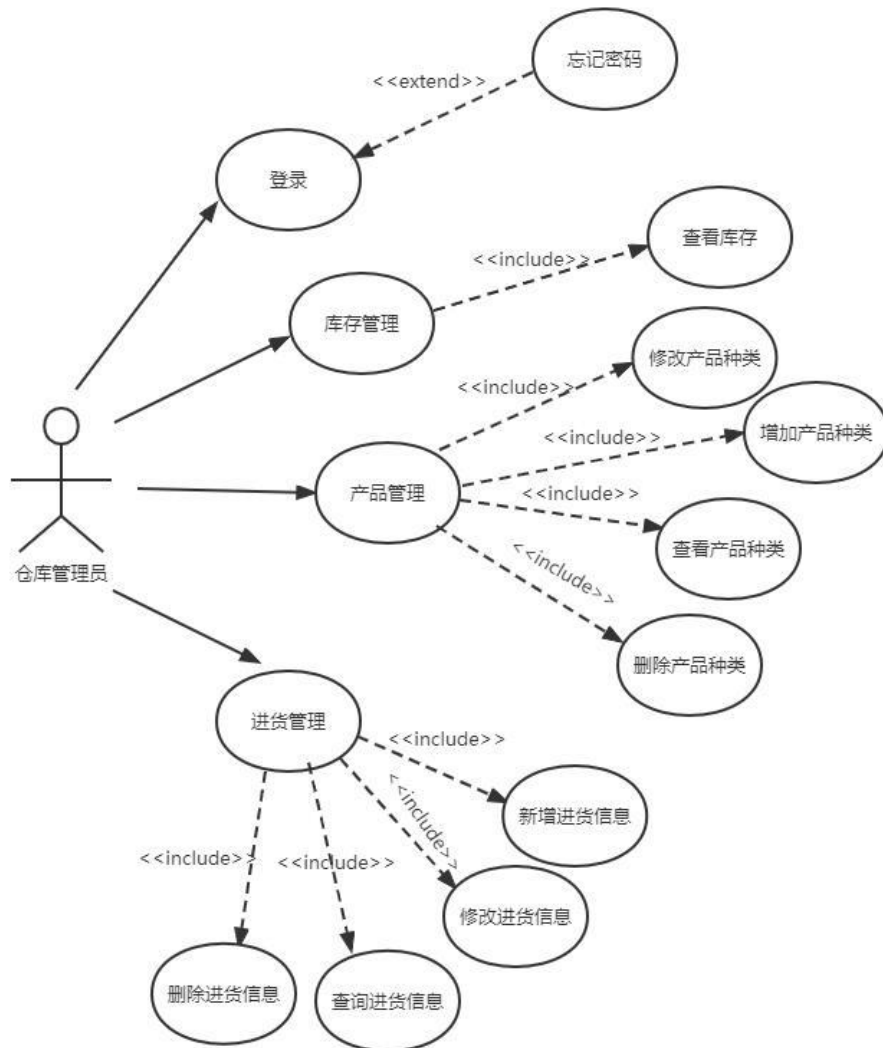 忘记密码
<<extend>>
登录
查看库存
<<include>>
库存管理
修改产品种类
<<include>>
增加产品种类
<<include>>
产品管理
<<include>>
查看产品种类
<<include>>
仓库管理员
删除产品种类
进货管理
<<include>>
新增进货信息
<<include>>
<<include>>
<<include>>
修改进货信息
删除进货信息
查询进货信息